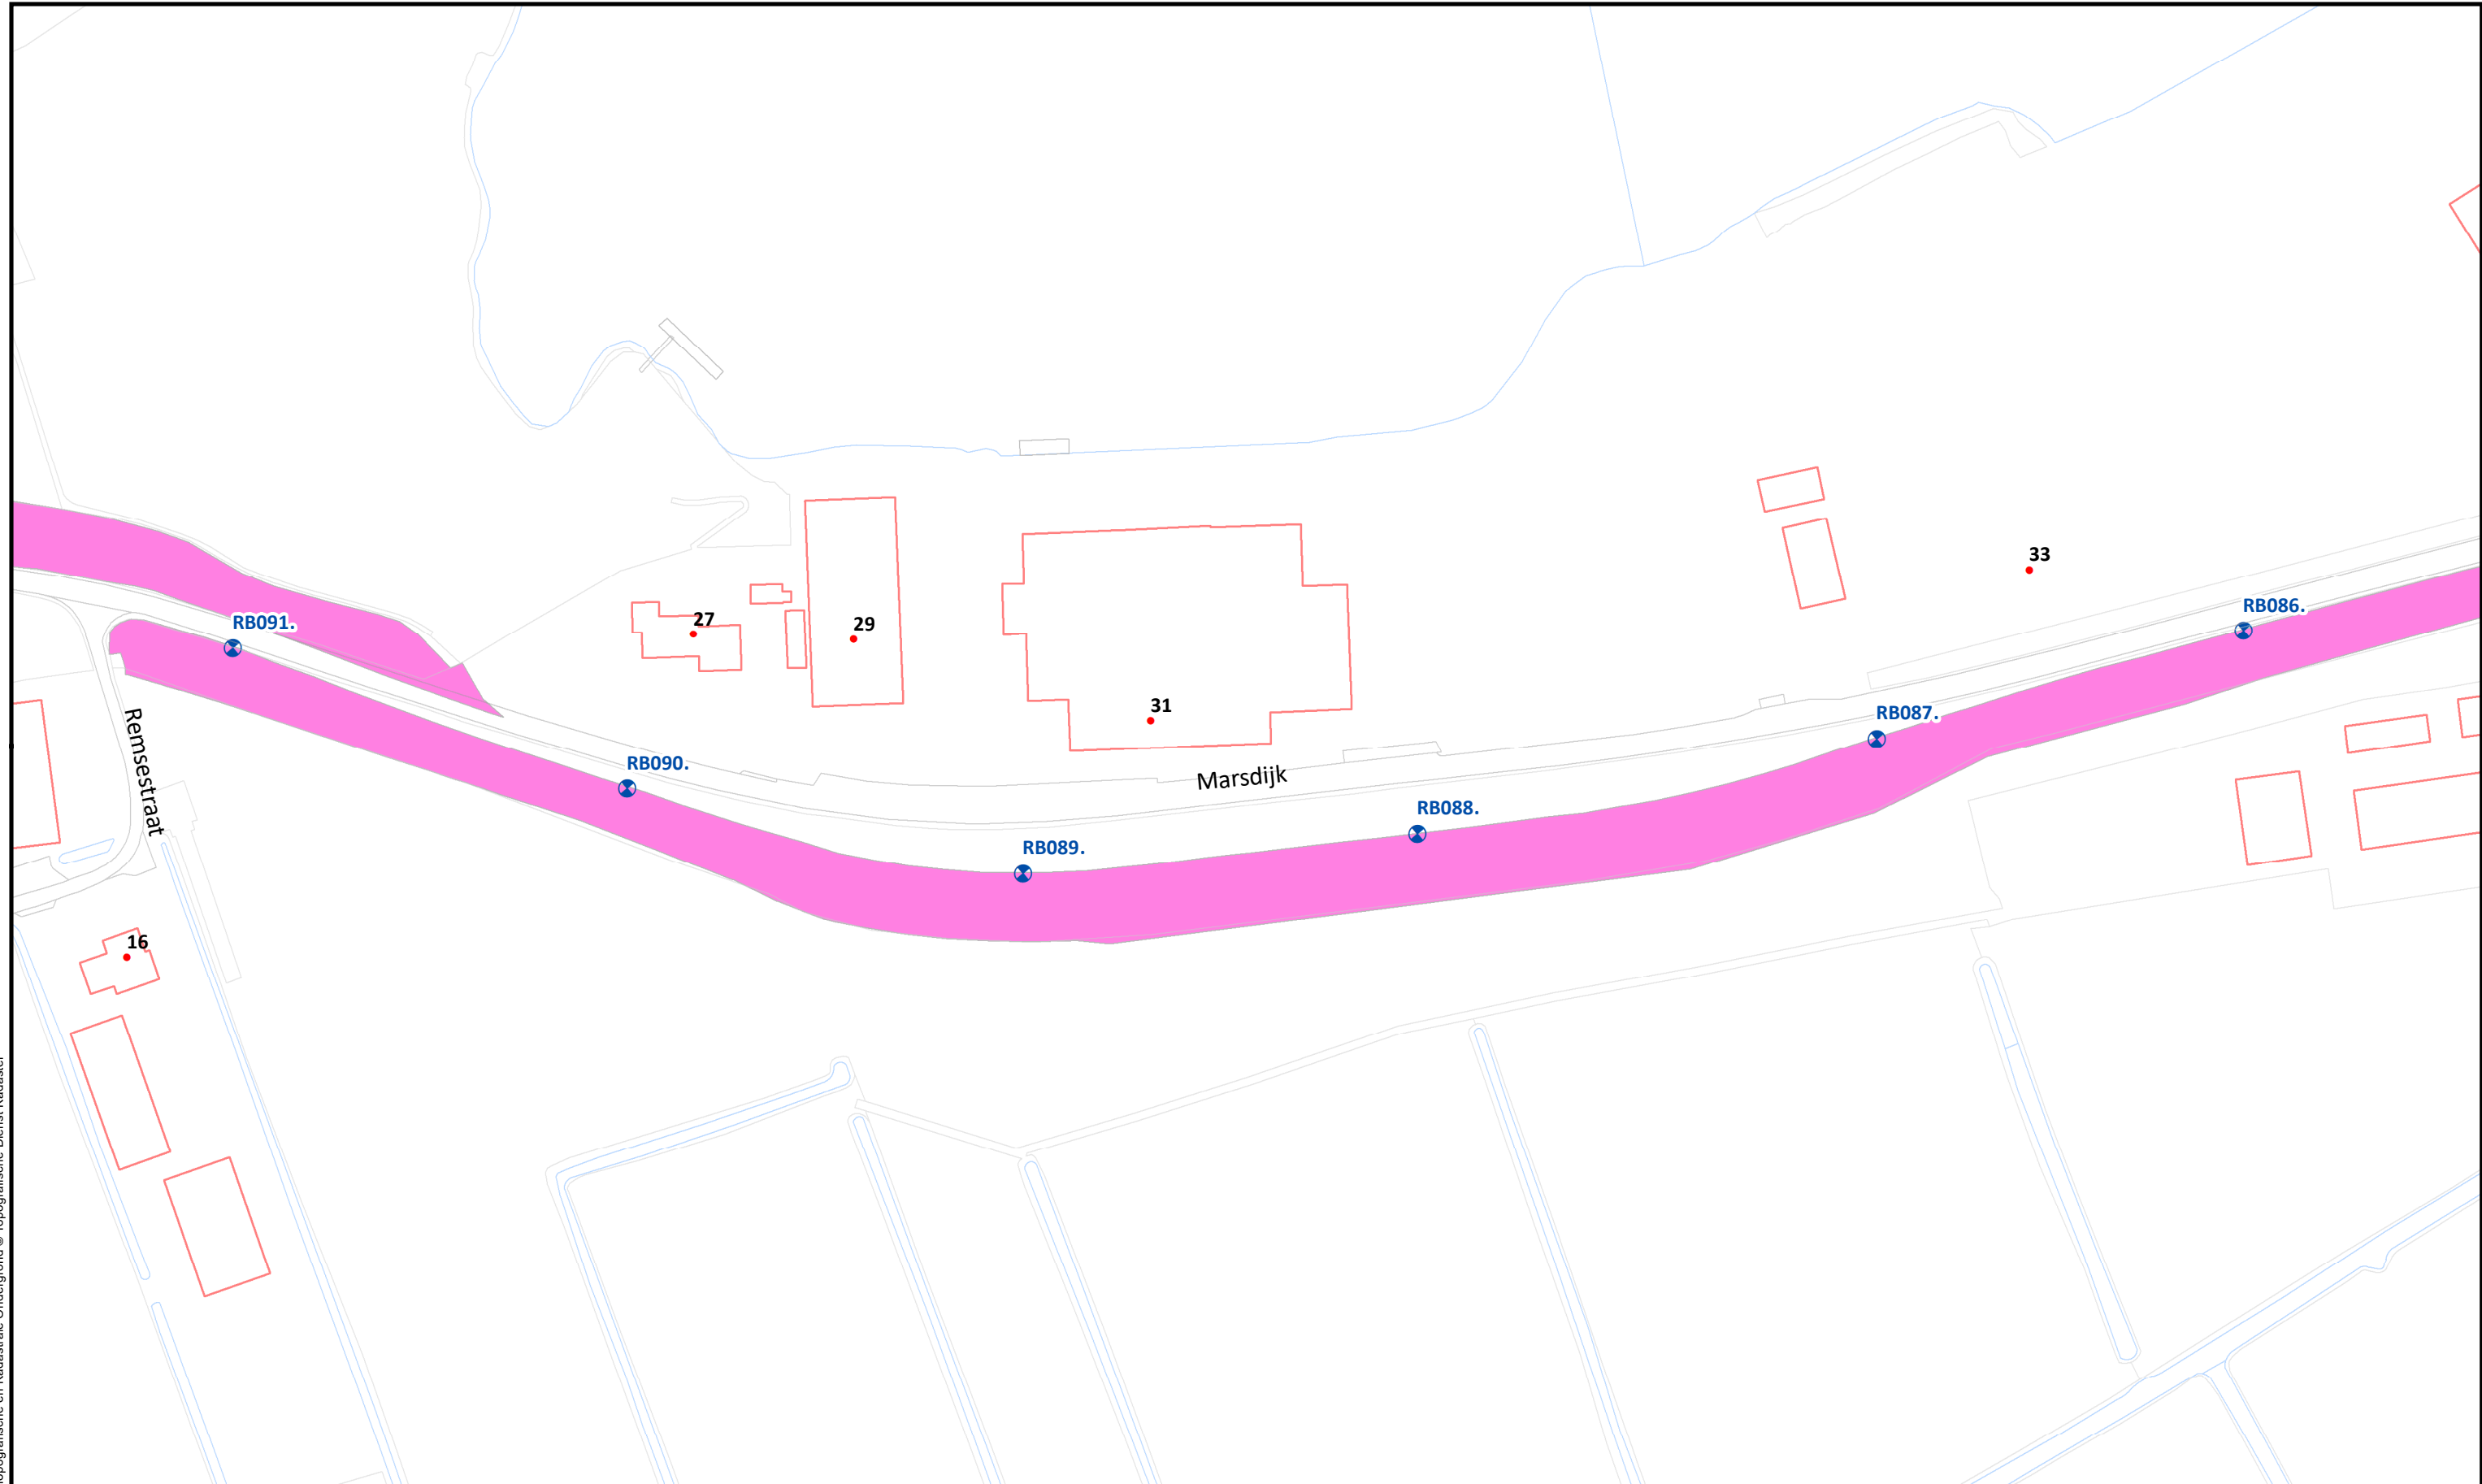 33
RB086.
RB091.
27
29
31
RB087.
Remsestraat
RB090.
Marsdijk
RB088.
RB089.
16